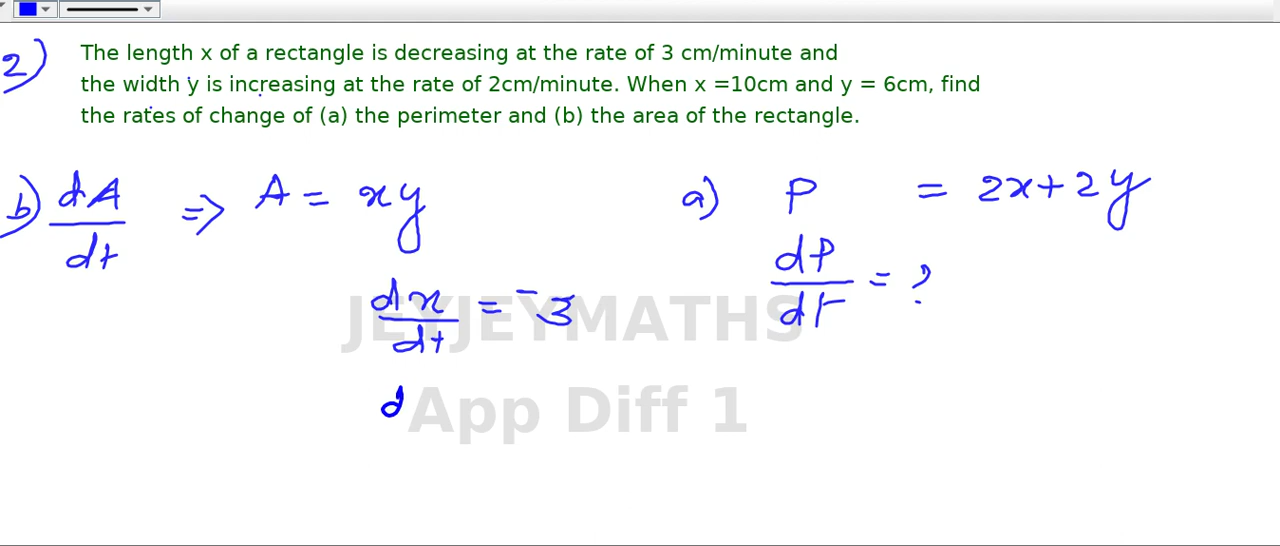 2)
The length x of a rectangle is decreasing at the rate of 3 cm/minute and
the width y is increasing at the rate of 2cm/minute. When x =10cm and y = 6cm, find
the rates of change of (a) the perimeter and (b) the area of the rectangle.
b) dA/dt => A = xy
a) P = 2x+2y
dP/dt = ?
dx/dt = -3
d
JEYJEYMATHS
App Diff 1